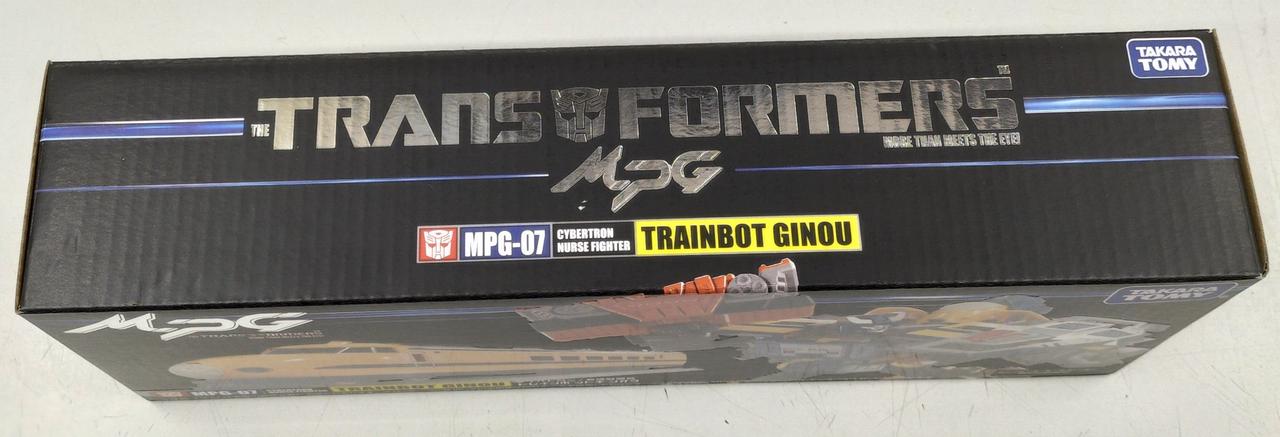 TAKARA
TOMY
THE TRANSFORMERS™
MORE THAN MEETS THE EYE!
MPG
MPG-07
CYBERTRON
NURSE FIGHTER
TRAINBOT GINOU
TAKARA
TOMY
MPG
MPG-07
TRAINBOT GINOU